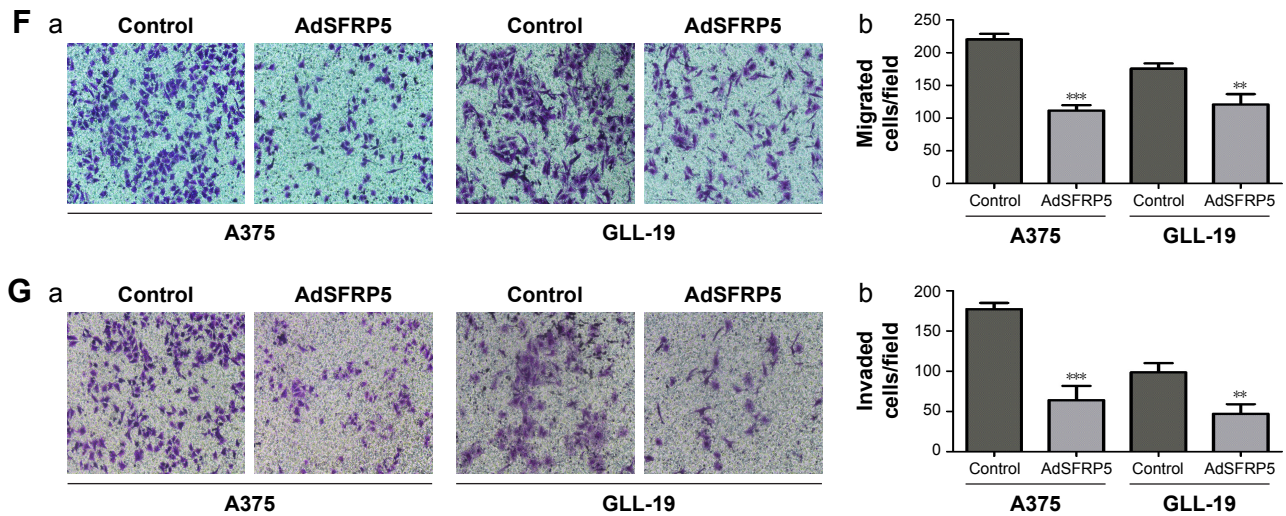 F a Control AdSFRP5 Control AdSFRP5
A375 GLL-19
b
Migrated
cells/field
250
200
150
100
50
0
***
**
Control AdSFRP5 Control AdSFRP5
A375 GLL-19
G a Control AdSFRP5 Control AdSFRP5
A375 GLL-19
b
Invaded
cells/field
200
150
100
50
0
***
**
Control AdSFRP5 Control AdSFRP5
A375 GLL-19